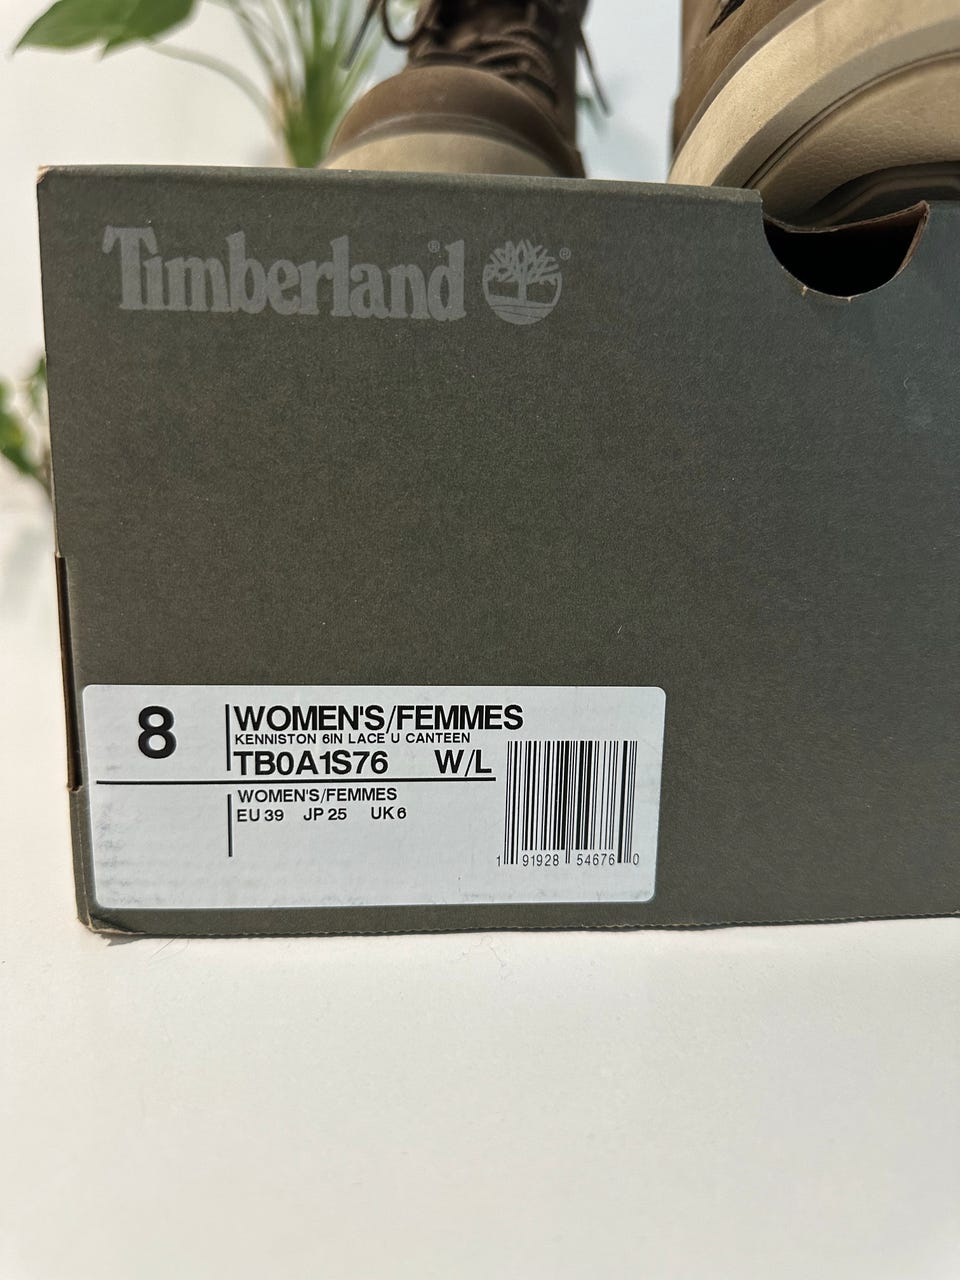 Timberland®
®
8
WOMEN'S/FEMMES
KENNISTON 6IN LACE U CANTEEN
TB0A1S76 W/L
WOMEN'S/FEMMES
EU 39 JP 25 UK 6
1 91928 54676 0